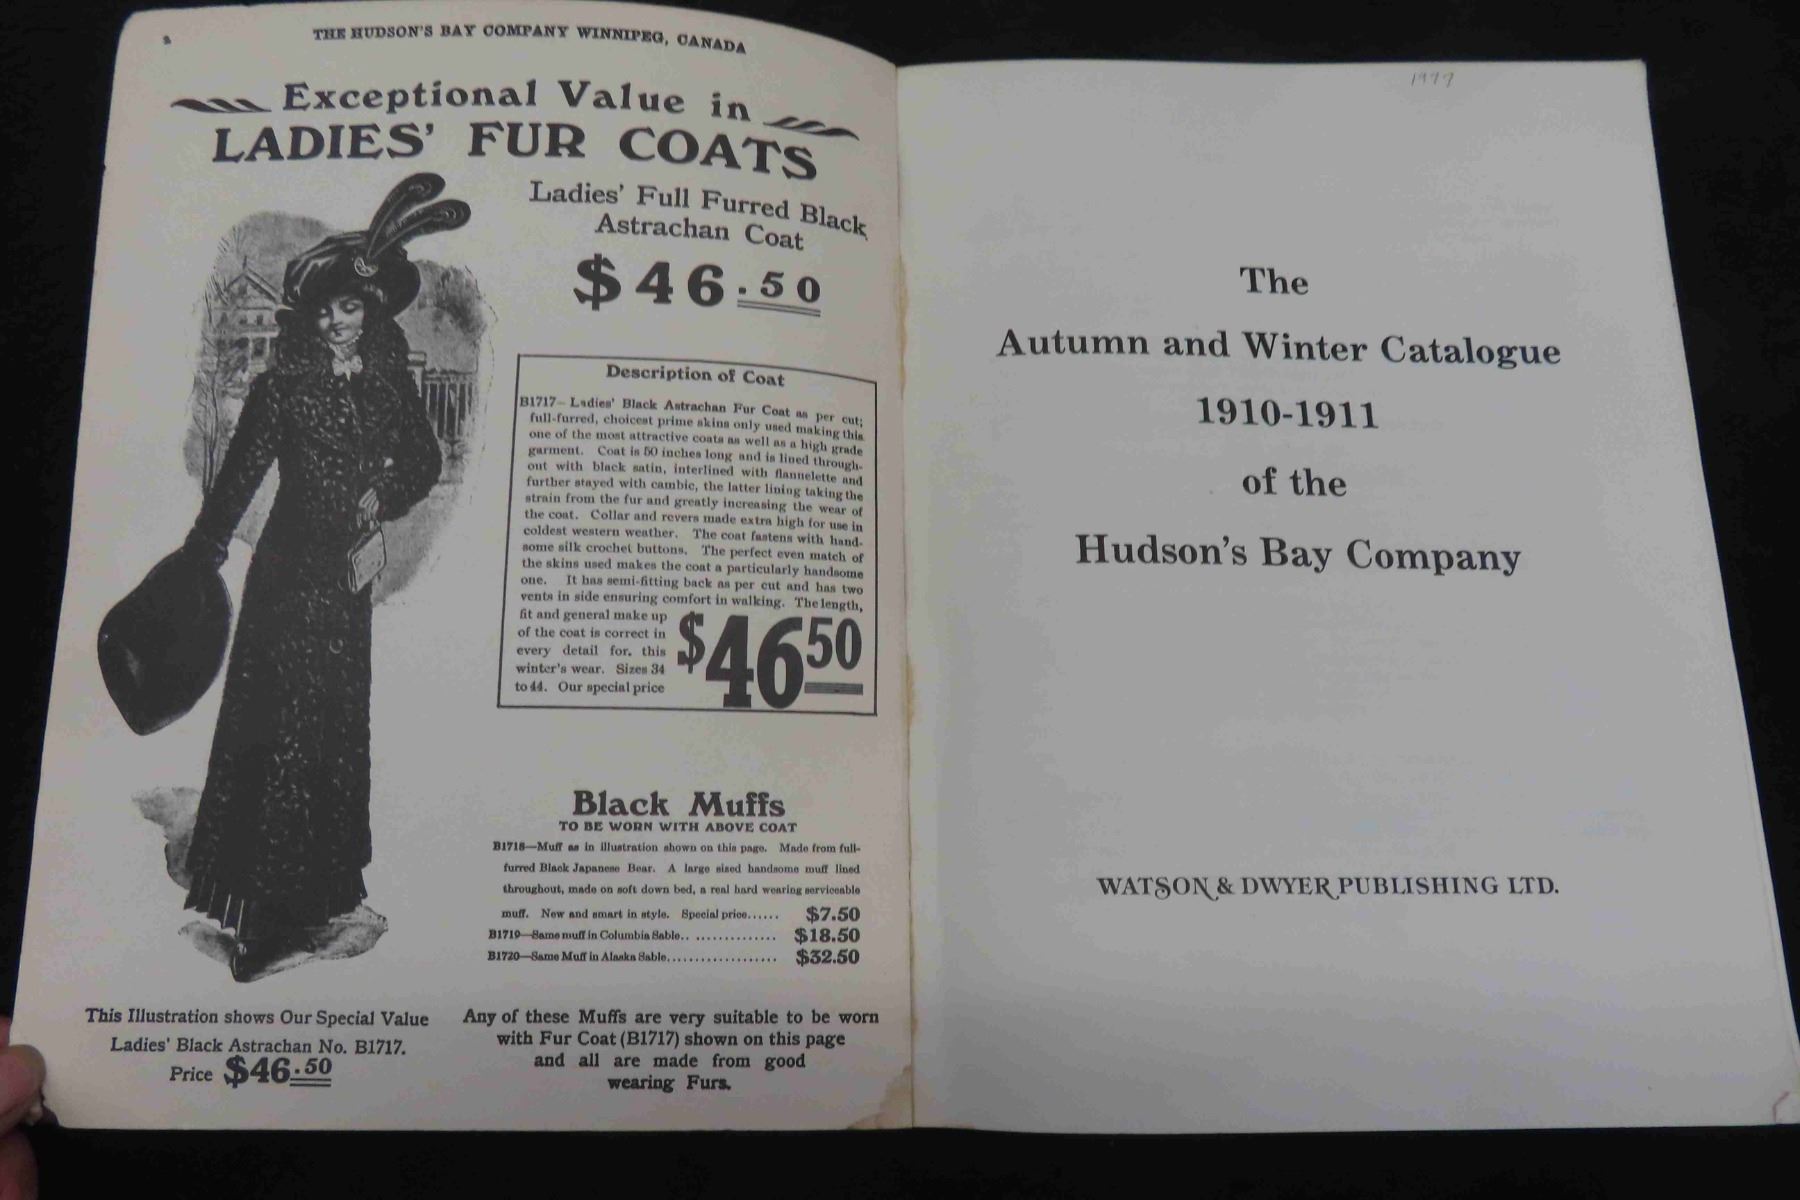 2
THE HUDSON'S BAY COMPANY WINNIPEG, CANADA
Exceptional Value in
LADIES' FUR COATS
Ladies' Full Furred Black
Astrachan Coat
$46.50
Description of Coat
B1717—Ladies' Black Astrachan Fur Coat as per cut;
full-furred, choicest prime skins only used making this
one of the most attractive coats as well as a high grade
garment. Coat is 50 inches long and is lined through-
out with black satin, interlined with flannelette and
further stayed with cambic, the latter lining taking the
strain from the fur and greatly increasing the wear of
the coat. Collar and revers made extra high for use in
coldest western weather. The coat fastens with hand-
some silk crochet buttons. The perfect even match of
the skins used makes the coat a particularly handsome
one. It has semi-fitting back as per cut and has two
vents in side ensuring comfort in walking. The length,
fit and general make up
of the coat is correct in
every detail for. this
winter's wear. Sizes 34
to 44. Our special price
$46.50
Black Muffs
TO BE WORN WITH ABOVE COAT
B1718—Muff as in illustration shown on this page. Made from full-
furred Black Japanese Bear. A large sized handsome muff lined
throughout, made on soft down bed, a real hard wearing serviceable
muff. New and smart in style. Special price...... $7.50
B1719—Same muff in Columbia Sable.. .............. $18.50
B1720—Same Muff in Alaska Sable.................... $32.50
This Illustration shows Our Special Value
Ladies' Black Astrachan No. B1717.
Price $46.50
Any of these Muffs are very suitable to be worn
with Fur Coat (B1717) shown on this page
and all are made from good
wearing Furs.
1977
The
Autumn and Winter Catalogue
1910-1911
of the
Hudson's Bay Company
WATSON & DWYER PUBLISHING LTD.